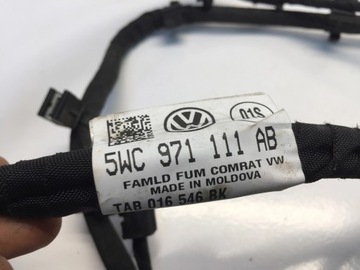 016
5WC 971 111 AB
FAMLD FUM COMRAT VW
MADE IN MOLDOVA
TAB 016 546 BK